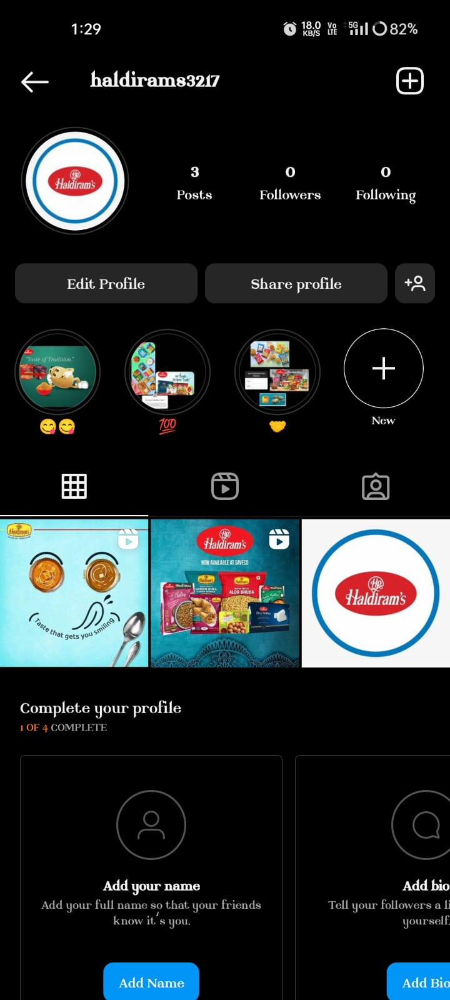 1:29
18.0
KB/S
Vo
LTE
5G
82%
haldirams3217
Haldiram's
3
Posts
0
Followers
0
Following
Edit Profile
Share profile
"Taste of Tradition."
😋😋
💯
🤝
New
Haldiram's
Taste that gets you smiling
Haldiram's
NOW AVAILABLE AT SAVECO
LEMON BHEL
ALOO BHUJIA
Haldiram's
Complete your profile
1 OF 4 COMPLETE
Add your name
Add your full name so that your friends
know it's you.
Add Name
Add bio
Tell your followers a li
yourself.
Add Bio